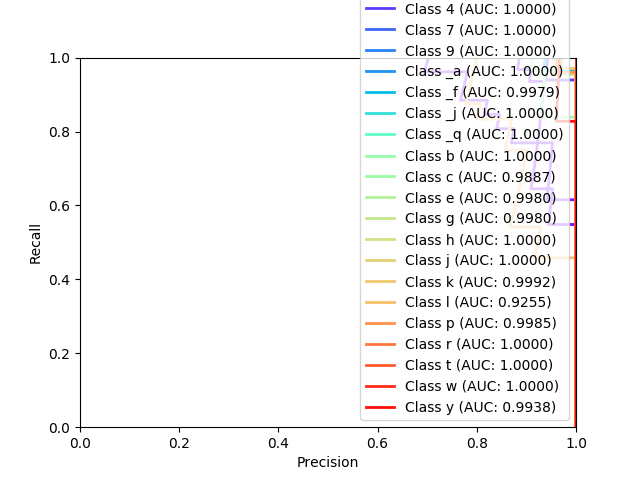 Class 4 (AUC: 1.0000)
Class 7 (AUC: 1.0000)
Class 9 (AUC: 1.0000)
Class _a (AUC: 1.0000)
Class _f (AUC: 0.9979)
Class _j (AUC: 1.0000)
Class _q (AUC: 1.0000)
Class b (AUC: 1.0000)
Class c (AUC: 0.9887)
Class e (AUC: 0.9980)
Class g (AUC: 0.9980)
Class h (AUC: 1.0000)
Class j (AUC: 1.0000)
Class k (AUC: 0.9992)
Class l (AUC: 0.9255)
Class p (AUC: 0.9985)
Class r (AUC: 1.0000)
Class t (AUC: 1.0000)
Class w (AUC: 1.0000)
Class y (AUC: 0.9938)
1.0
0.8
0.6
0.4
0.2
0.0
Recall
0.0 0.2 0.4 0.6 0.8 1.0
Precision